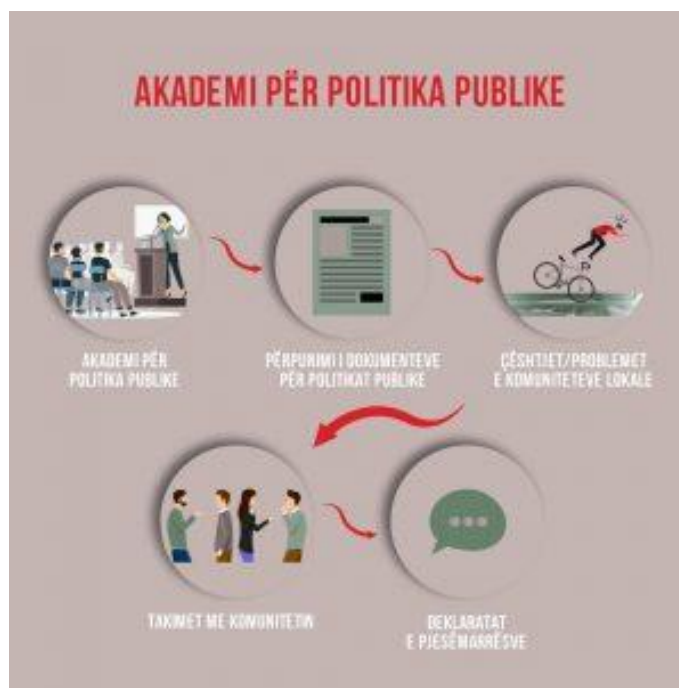 AKADEMI PËR POLITIKA PUBLIKE
AKADEMI PËR
POLITIKA PUBLIKE
PËRPUNIMI I DOKUMENTEVE
PËR POLITIKAT PUBLIKE
ÇËSHTJET/PROBLEMET
E KOMUNITETEVE LOKALE
TAKIMET ME KOMUNITETIN
DEKLARATAT
E PJESËMARRËSVE